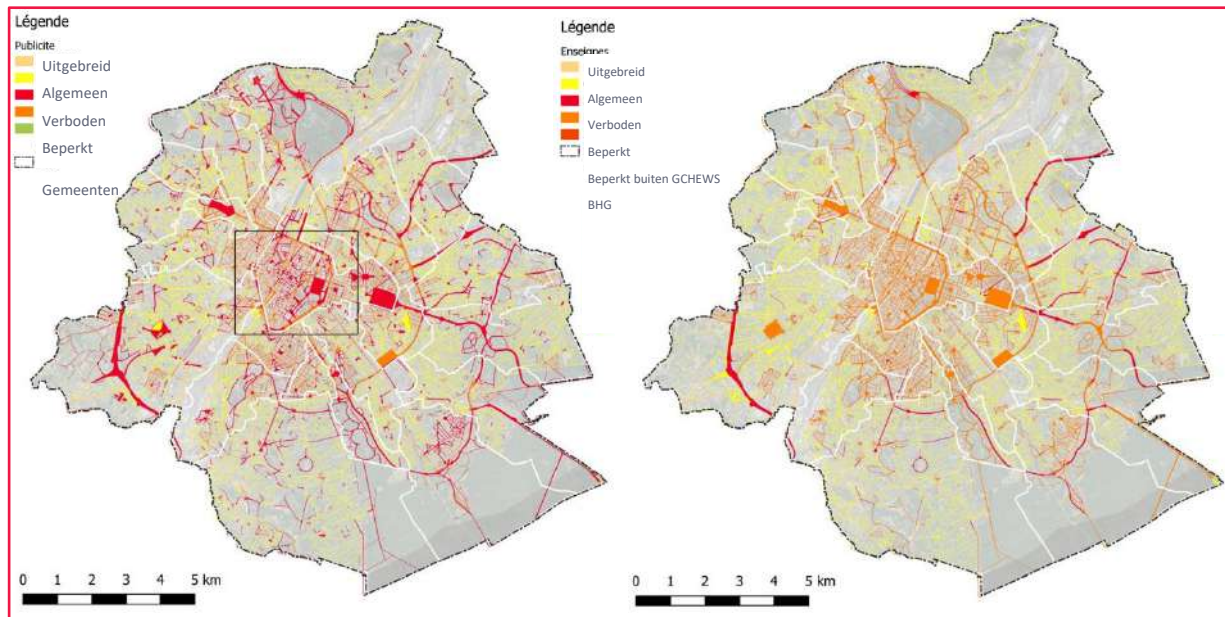 Légende
Publicite
Uitgebreid
Algemeen
Verboden
Beperkt
Gemeenten
0 1 2 3 4 5 km
Légende
Enseignes
Uitgebreid
Algemeen
Verboden
Beperkt
Beperkt buiten GCHEWS
BHG
0 1 2 3 4 5 km